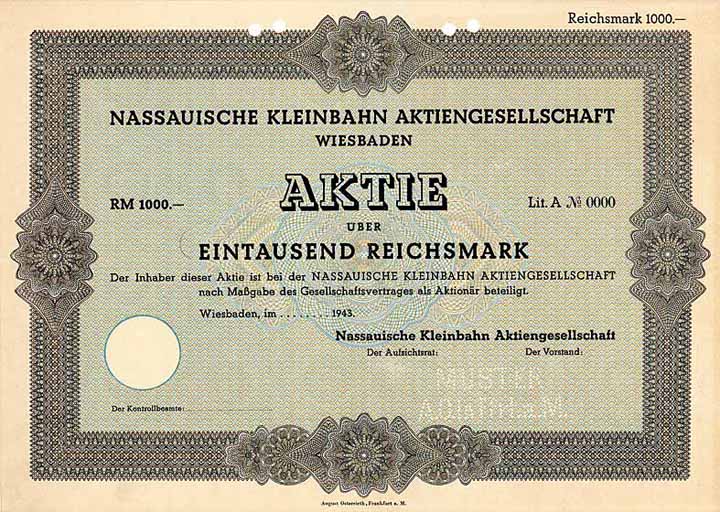 Reichsmark 1000.—
NASSAUISCHE KLEINBAHN AKTIENGESELLSCHAFT
WIESBADEN
AKTIE
RM 1000.—
Lit. A № 0000
ÜBER
EINTAUSEND REICHSMARK
Der Inhaber dieser Aktie ist bei der NASSAUISCHE KLEINBAHN AKTIENGESELLSCHAFT
nach Maßgabe des Gesellschaftsvertrages als Aktionär beteiligt.
Wiesbaden, im ........ 1943.
Nassauische Kleinbahn Aktiengesellschaft
Der Aufsichtsrat:
Der Vorstand:
MUSTER
Der Kontrollbeamte:
August Osterrieth, Frankfurt a. M.